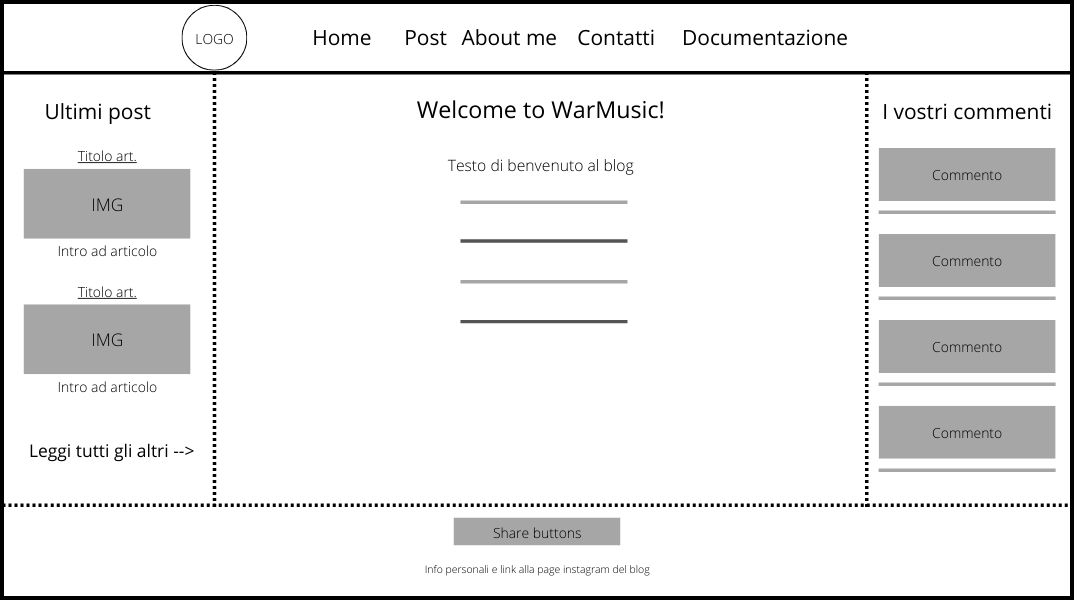 LOGO
Home Post About me Contatti Documentazione
Ultimi post
Titolo art.
IMG
Intro ad articolo
Titolo art.
IMG
Intro ad articolo
Leggi tutti gli altri -->
Welcome to WarMusic!
Testo di benvenuto al blog
I vostri commenti
Commento
Commento
Commento
Commento
Share buttons
Info personali e link alla page instagram del blog